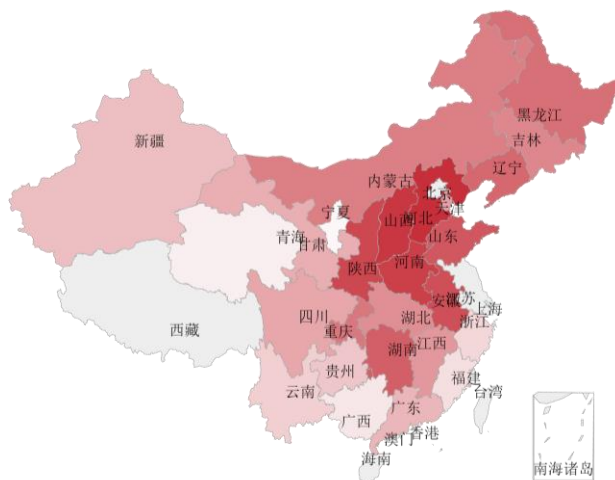 黑龙江
新疆
吉林
辽宁
内蒙古
北京
天津
宁夏
山西
河北
青海
甘肃
山东
陕西
河南
安徽
江苏
上海
四川
湖北
浙江
重庆
西藏
湖南
江西
贵州
福建
云南
台湾
广西
广东
香港
澳门
海南
南海诸岛